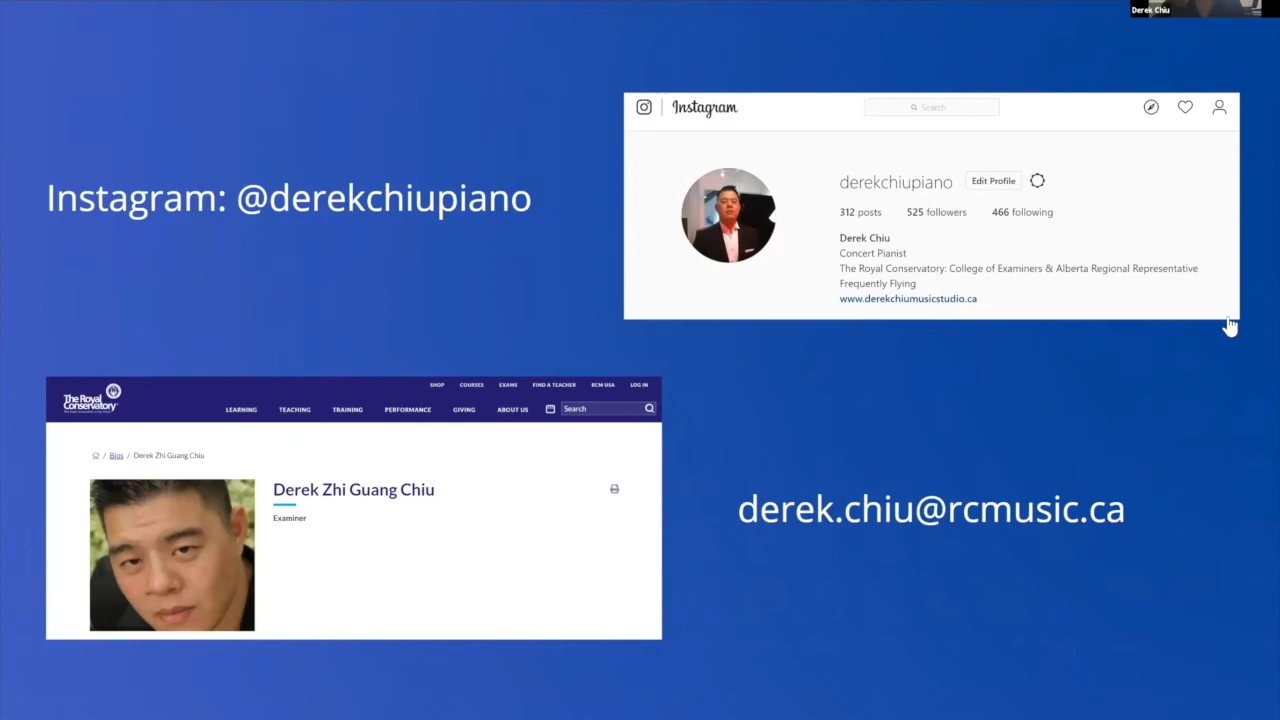 Derek Chiu
Instagram: @derekchiupiano
Instagram
Search
derekchiupiano
Edit Profile
312 posts 525 followers 466 following
Derek Chiu
Concert Pianist
The Royal Conservatory: College of Examiners & Alberta Regional Representative
Frequently Flying
www.derekchiumusicstudio.ca
SHOP COURSES EXAMS FIND A TEACHER RCM USA LOG IN
The Royal
Conservatory
LEARNING TEACHING TRAINING PERFORMANCE GIVING ABOUT US Search
/ Bios / Derek Zhi Guang Chiu
Derek Zhi Guang Chiu
Examiner
derek.chiu@rcmusic.ca